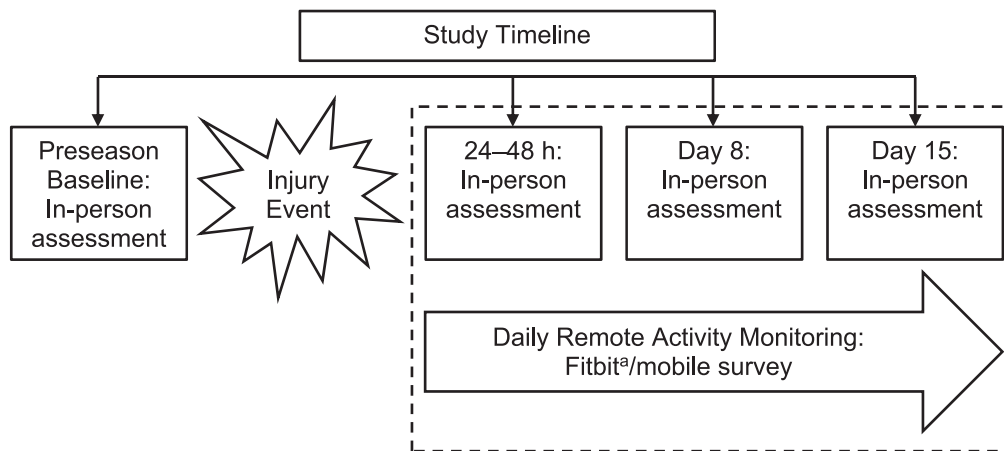 Study Timeline
Preseason
Baseline:
In-person
assessment
Injury
Event
24–48 h:
In-person
assessment
Day 8:
In-person
assessment
Day 15:
In-person
assessment
Daily Remote Activity Monitoring:
Fitbitᵃ/mobile survey